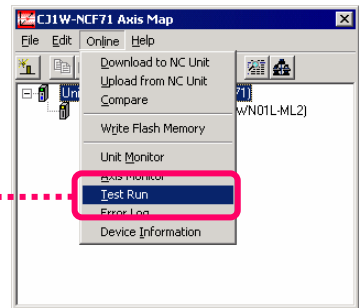 CJ1W-NCF71 Axis Map
File Edit Online Help
Download to NC Unit
Upload from NC Unit
Compare
Write Flash Memory
Unit Monitor
Axis Monitor
Test Run
Error Log
Device Information
Uni
71)
WN01L-ML2)